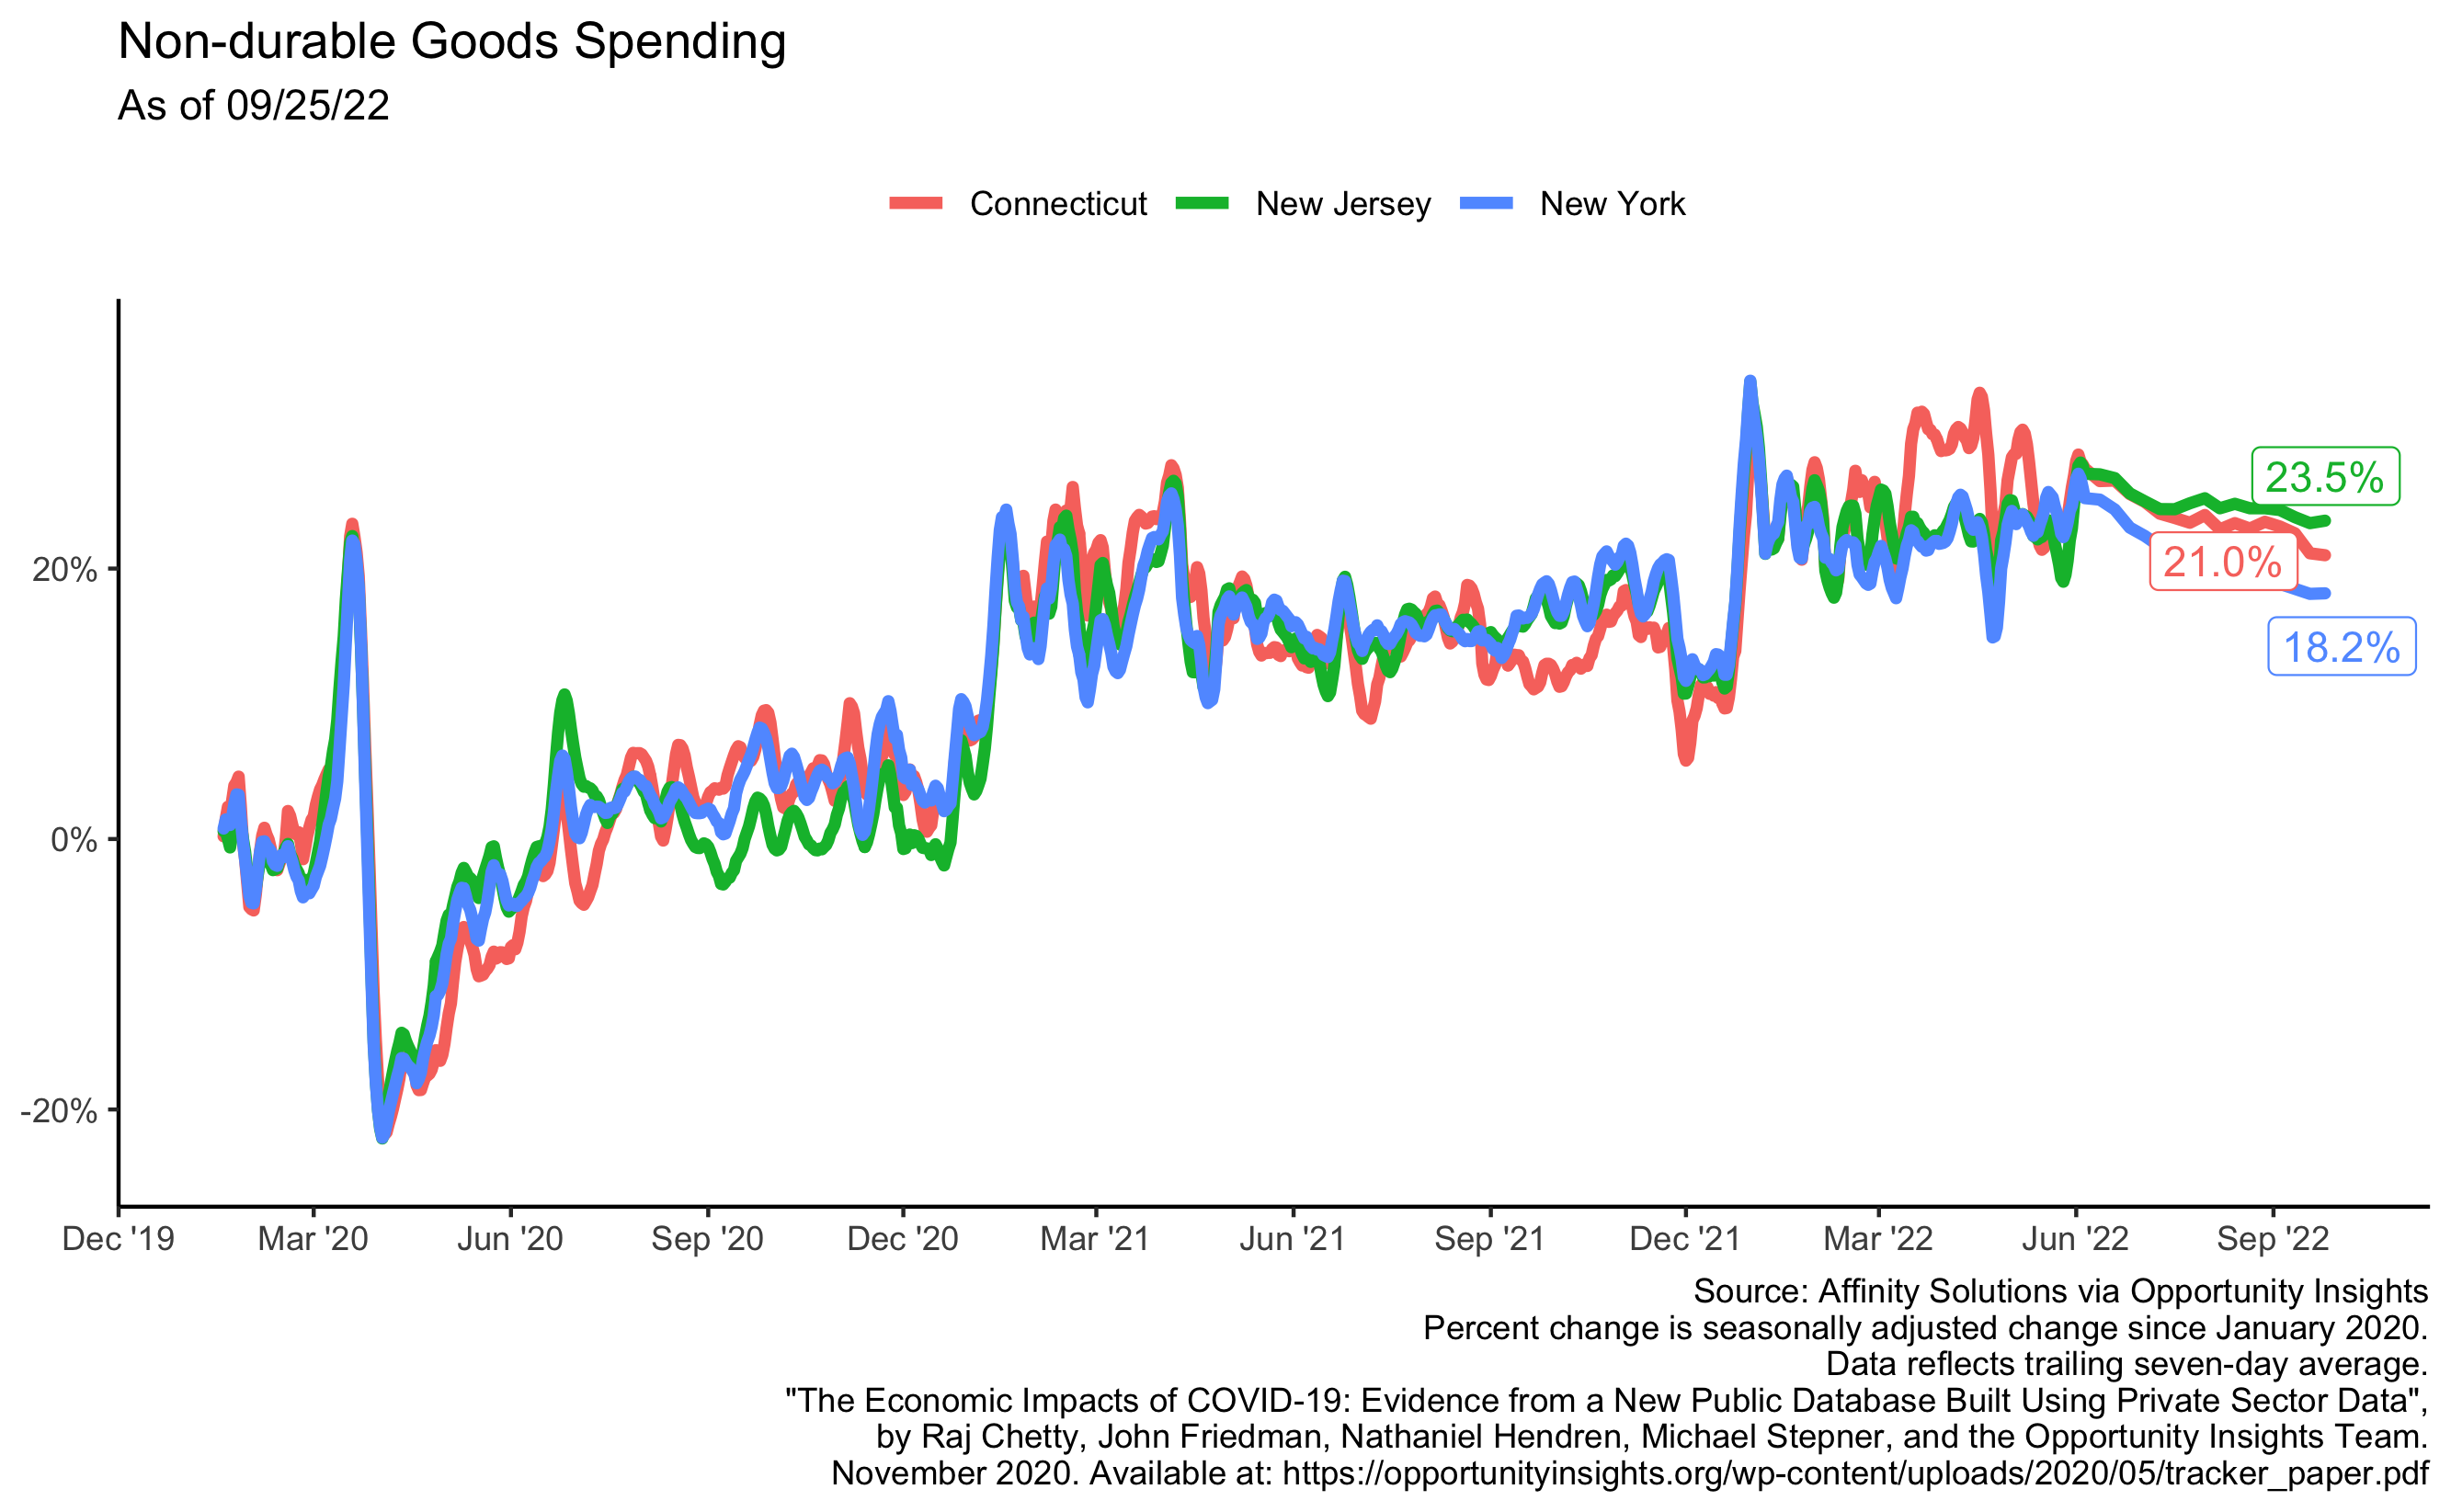 Non-durable Goods Spending
As of 09/25/22
Connecticut New Jersey New York
23.5%
20%
21.0%
18.2%
0%
-20%
Dec '19 Mar '20 Jun '20 Sep '20 Dec '20 Mar '21 Jun '21 Sep '21 Dec '21 Mar '22 Jun '22 Sep '22
Source: Affinity Solutions via Opportunity Insights
Percent change is seasonally adjusted change since January 2020.
Data reflects trailing seven-day average.
"The Economic Impacts of COVID-19: Evidence from a New Public Database Built Using Private Sector Data",
by Raj Chetty, John Friedman, Nathaniel Hendren, Michael Stepner, and the Opportunity Insights Team.
November 2020. Available at: https://opportunityinsights.org/wp-content/uploads/2020/05/tracker_paper.pdf